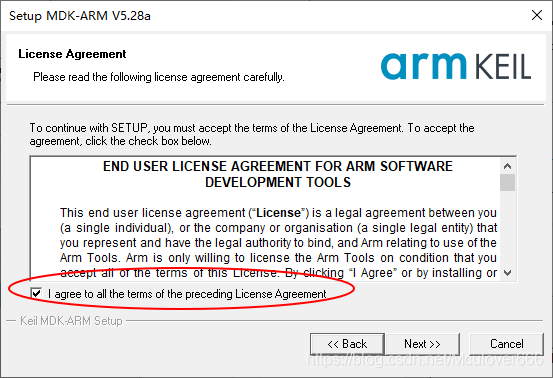 Setup MDK-ARM V5.28a
License Agreement
Please read the following license agreement carefully.
arm KEIL
To continue with SETUP, you must accept the terms of the License Agreement. To accept the
agreement, click the check box below.
END USER LICENSE AGREEMENT FOR ARM SOFTWARE
DEVELOPMENT TOOLS
This end user license agreement ("License") is a legal agreement between you
(a single individual), or the company or organisation (a single legal entity) that
you represent and have the legal authority to bind, and Arm relating to use of the
Arm Tools. Arm is only willing to license the Arm Tools on condition that you
accept all of the terms of this License. By clicking "I Agree" or by installing or
I agree to all the terms of the preceding License Agreement
Keil MDK-ARM Setup
<< Back
Next >>
Cancel
https://blog.csdn.net/Mculover666